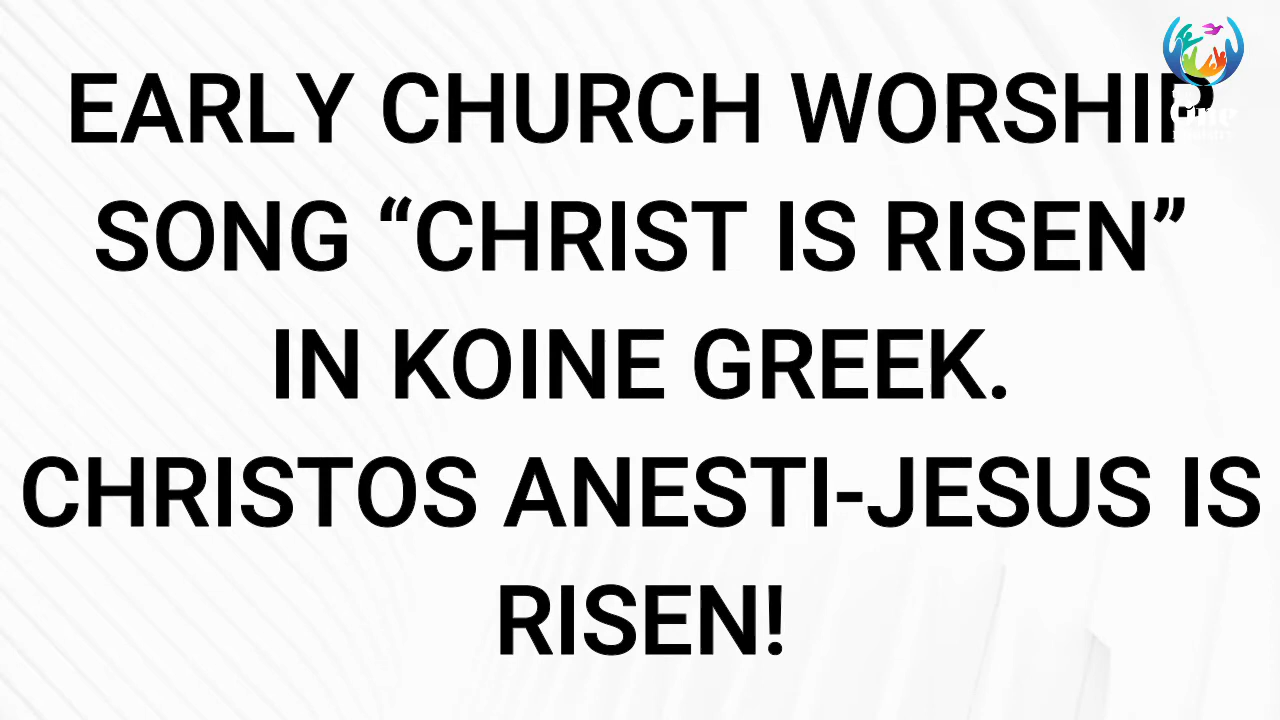 EARLY CHURCH WORSHIP
SONG “CHRIST IS RISEN”
IN KOINE GREEK.
CHRISTOS ANESTI-JESUS IS
RISEN!